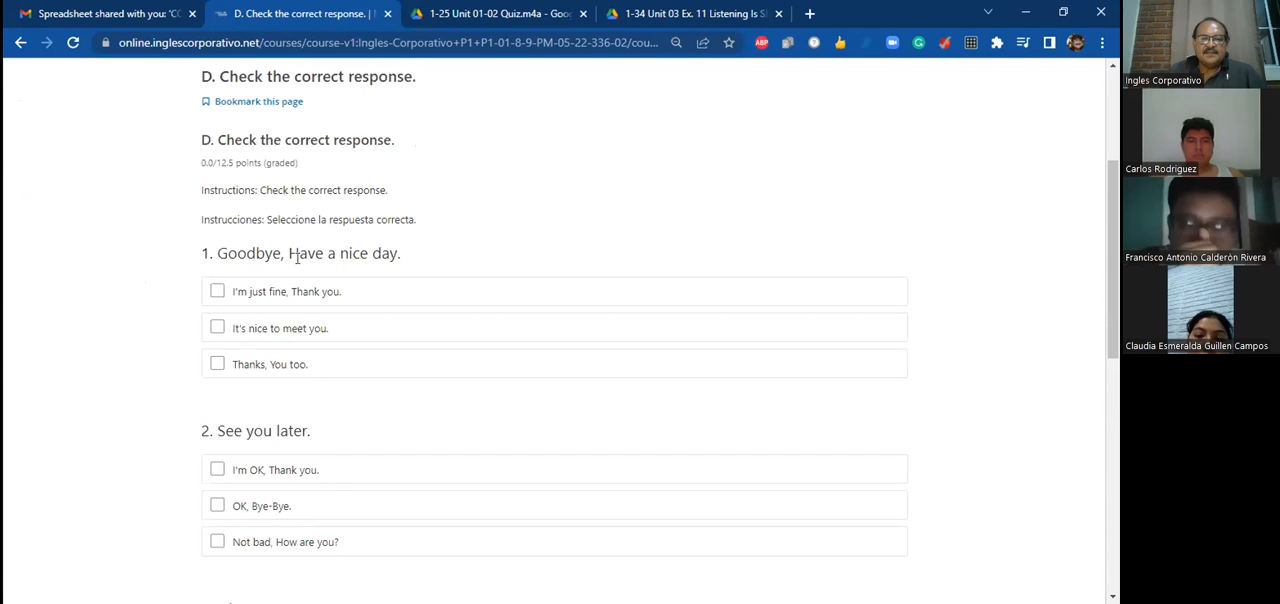 Spreadsheet shared with you: 'CO
D. Check the correct response. |
1-25 Unit 01-02 Quiz.m4a - Goo
1-34 Unit 03 Ex. 11 Listening Is S
online.inglescorporativo.net/courses/course-v1:Ingles-Corporativo+P1+P1-01-8-9-PM-05-22-336-02/cou...
ABP
D. Check the correct response.
Bookmark this page
D. Check the correct response.
0.0/12.5 points (graded)
Instructions: Check the correct response.
Instrucciones: Seleccione la respuesta correcta.
1. Goodbye, Have a nice day.
I'm just fine, Thank you.
It's nice to meet you.
Thanks, You too.
2. See you later.
I'm OK, Thank you.
OK, Bye-Bye.
Not bad, How are you?
Ingles Corporativo
Carlos Rodriguez
Francisco Antonio Calderón Rivera
Claudia Esmeralda Guillen Campos